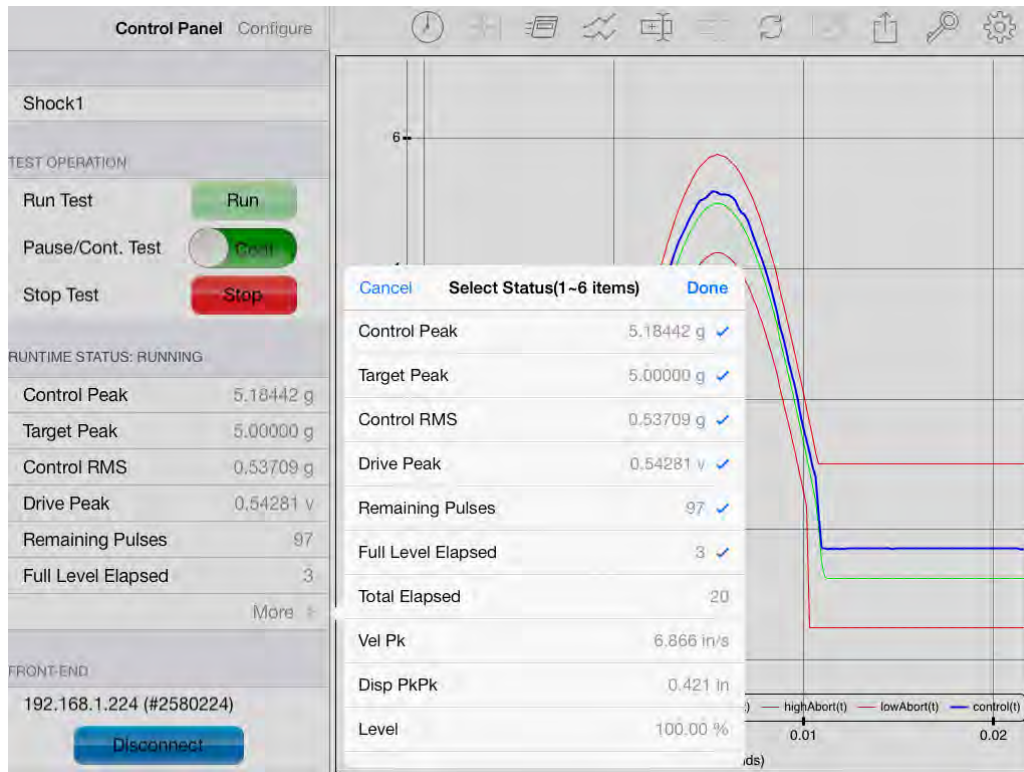 Control Panel Configure
Shock1
TEST OPERATION
Run Test Run
Pause/Cont. Test Cont
Stop Test Stop
RUNTIME STATUS: RUNNING
Control Peak 5.18442 g
Target Peak 5.00000 g
Control RMS 0.53709 g
Drive Peak 0.54281 v
Remaining Pulses 97
Full Level Elapsed 3
More
FRONT-END
192.168.1.224 (#2580224)
Disconnect
6
Cancel Select Status(1~6 items) Done
Control Peak 5.18442 g
Target Peak 5.00000 g
Control RMS 0.53709 g
Drive Peak 0.54281 v
Remaining Pulses 97
Full Level Elapsed 3
Total Elapsed 20
Vel Pk 6.866 in/s
Disp PkPk 0.421 in
Level 100.00 %
highAbort(t) lowAbort(t) control(t)
0.01 0.02